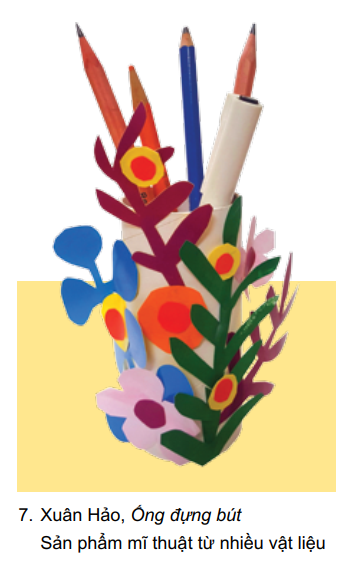 7. Xuân Hảo, Ống đựng bút
Sản phẩm mĩ thuật từ nhiều vật liệu